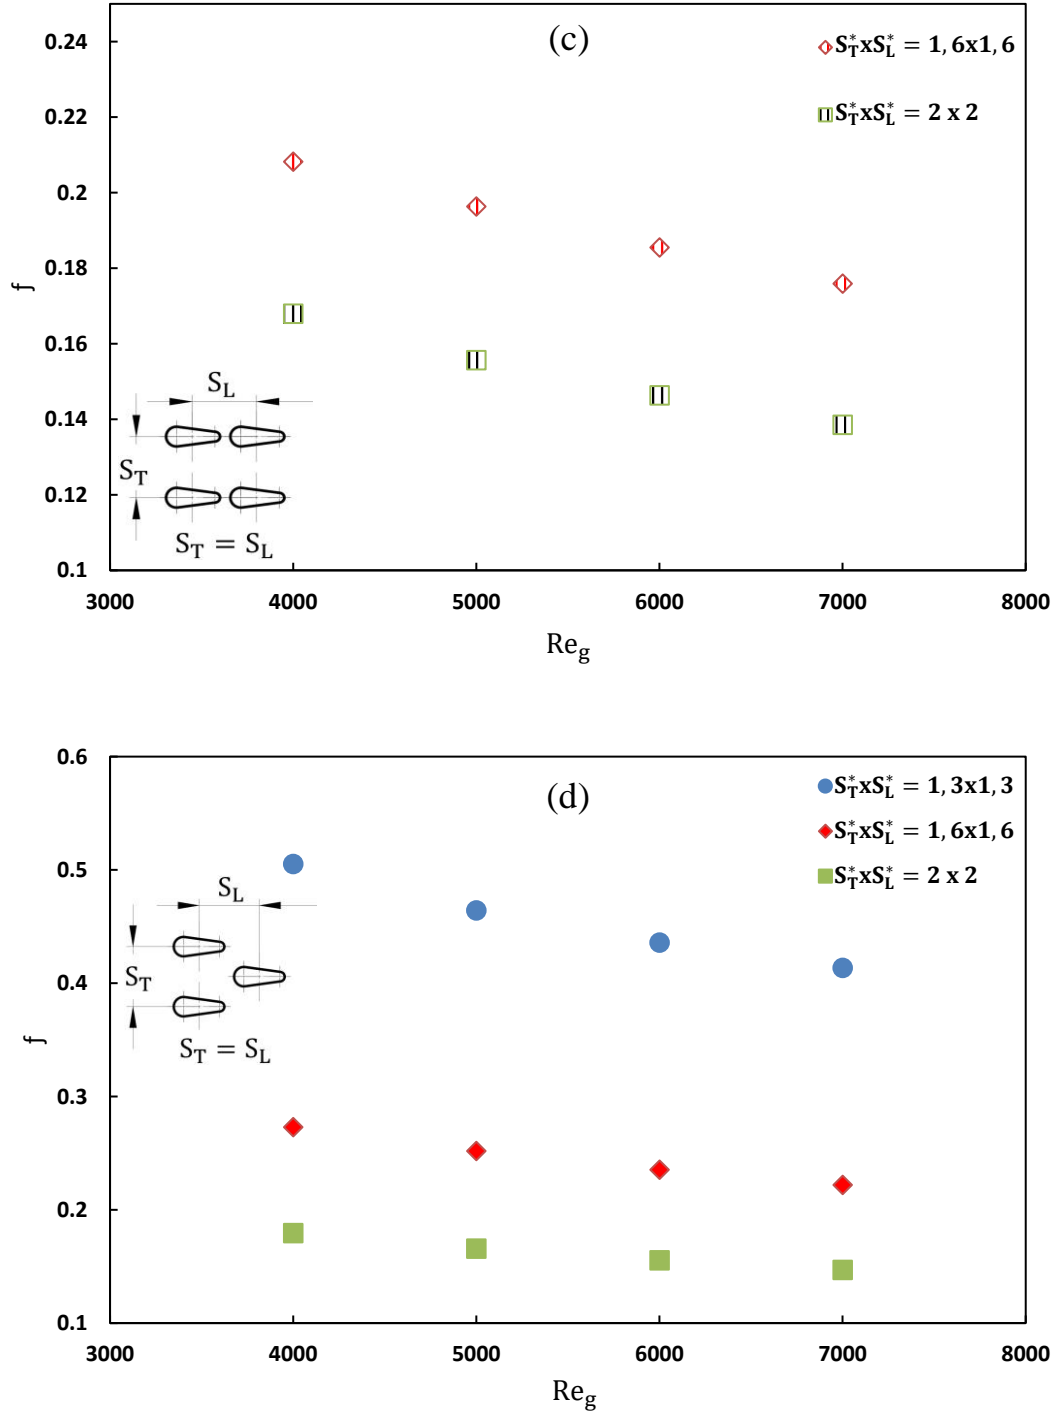 (c)
S*TxS*L = 1, 6x1, 6
S*TxS*L = 2 x 2
0.24
0.22
0.2
0.18
0.16
0.14
0.12
0.1
f
SL
ST
ST = SL
3000 4000 5000 6000 7000 8000
Reg
(d)
S*TxS*L = 1, 3x1, 3
S*TxS*L = 1, 6x1, 6
S*TxS*L = 2 x 2
0.6
0.5
0.4
0.3
0.2
0.1
f
SL
ST
ST = SL
3000 4000 5000 6000 7000 8000
Reg